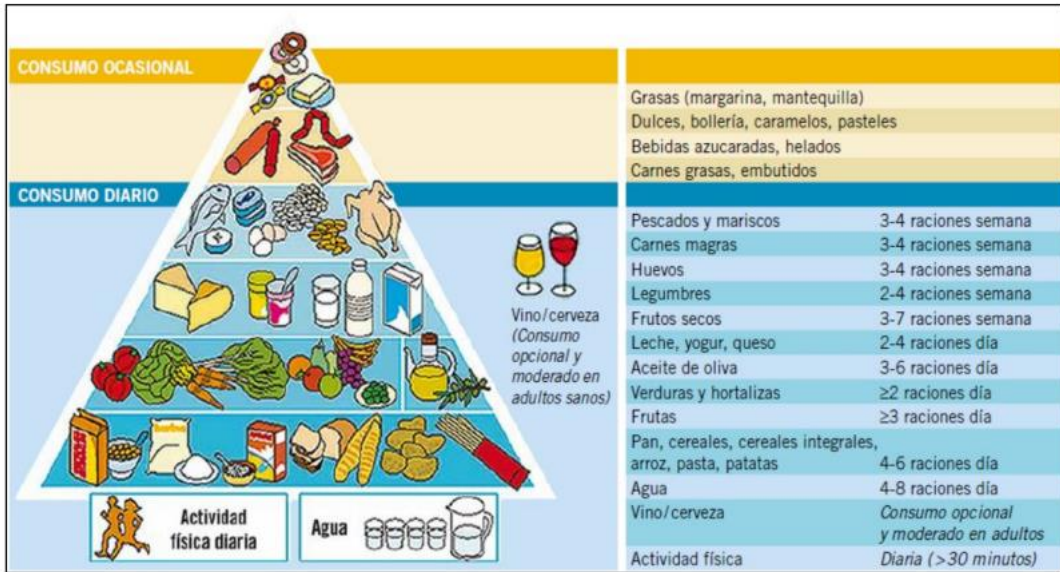 CONSUMO OCASIONAL
CONSUMO DIARIO
Vino/cerveza
(Consumo
opcional y
moderado en
adultos sanos)
Actividad
física diaria
Agua
Grasas (margarina, mantequilla)
Dulces, bollería, caramelos, pasteles
Bebidas azucaradas, helados
Carnes grasas, embutidos
Pescados y mariscos 3-4 raciones semana
Carnes magras 3-4 raciones semana
Huevos 3-4 raciones semana
Legumbres 2-4 raciones semana
Frutos secos 3-7 raciones semana
Leche, yogur, queso 2-4 raciones día
Aceite de oliva 3-6 raciones día
Verduras y hortalizas ≥2 raciones día
Frutas ≥3 raciones día
Pan, cereales, cereales integrales,
arroz, pasta, patatas 4-6 raciones día
Agua 4-8 raciones día
Vino/cerveza Consumo opcional
y moderado en adultos
Actividad física Diaria (>30 minutos)